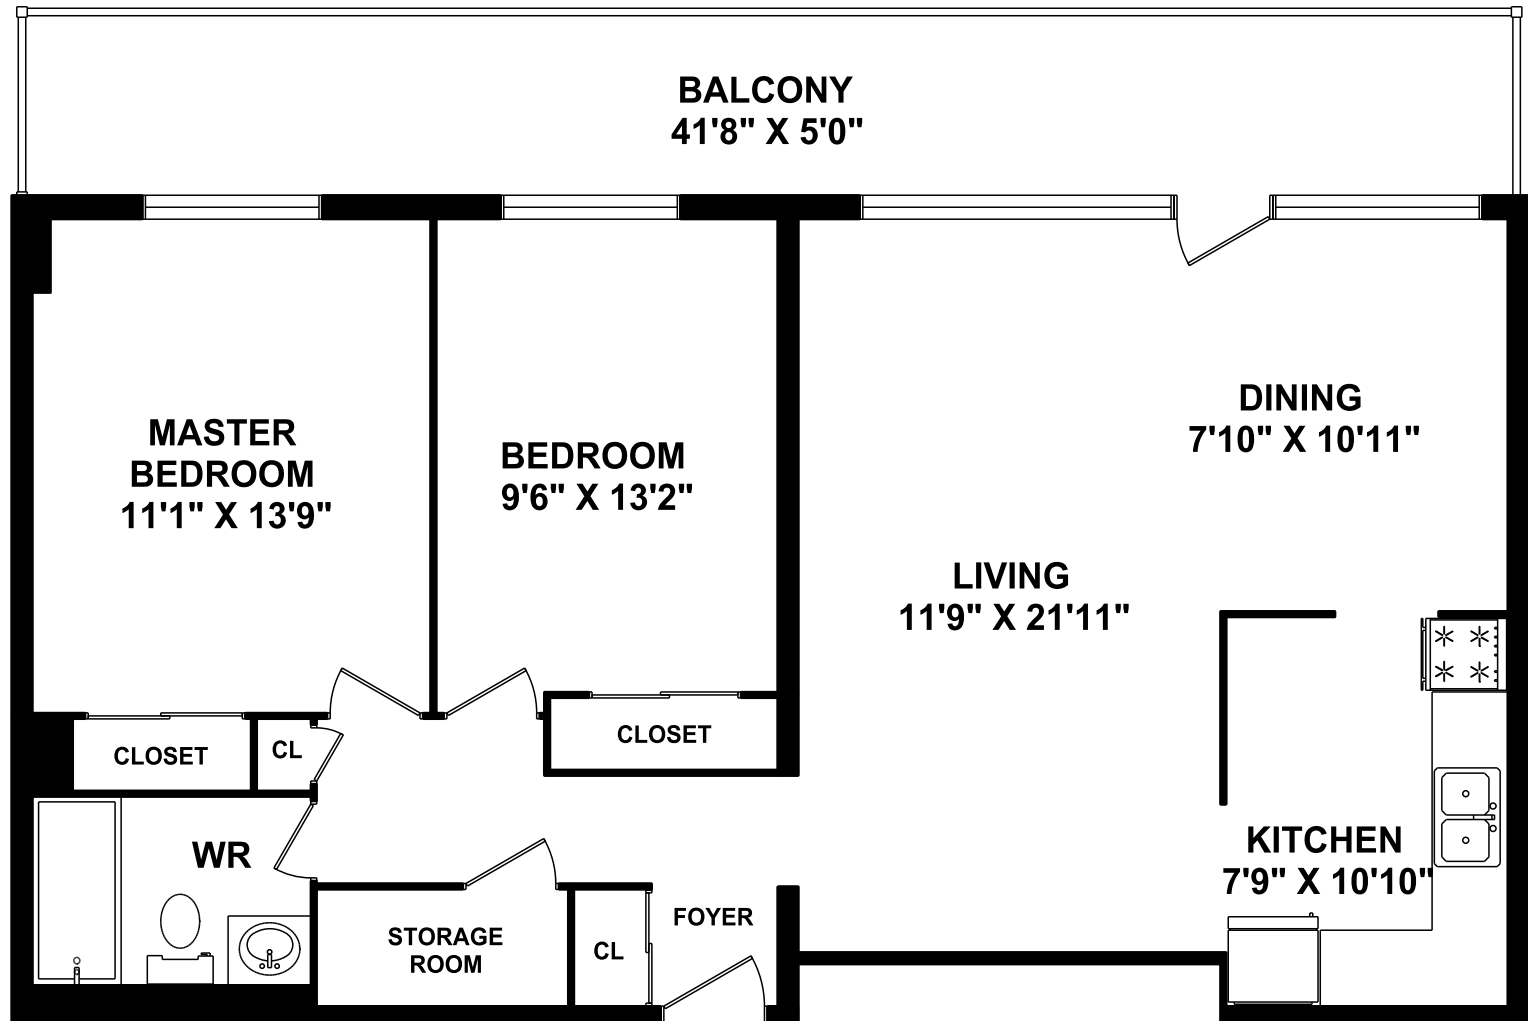 BALCONY
41'8" X 5'0"
DINING
7'10" X 10'11"
MASTER
BEDROOM
11'1" X 13'9"
BEDROOM
9'6" X 13'2"
LIVING
11'9" X 21'11"
CLOSET
CL
CLOSET
WR
KITCHEN
7'9" X 10'10"
FOYER
STORAGE
ROOM
CL